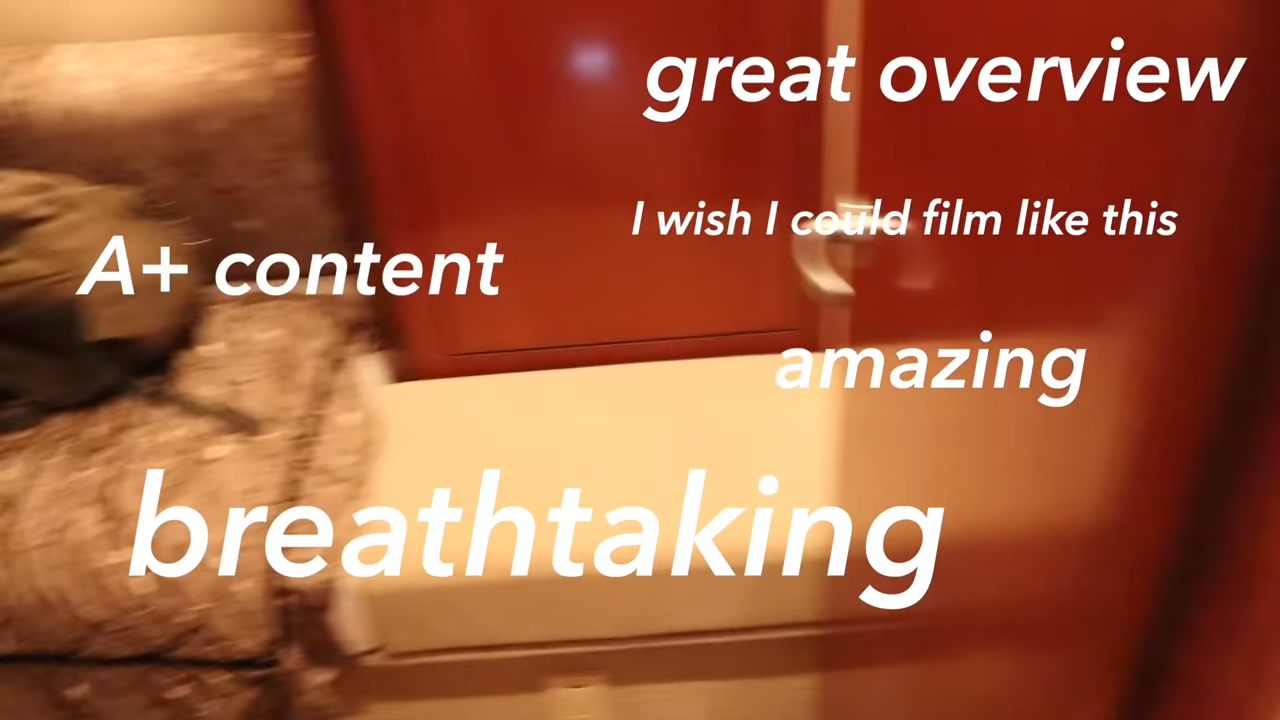 great overview
I wish I could film like this
A+ content
amazing
breathtaking